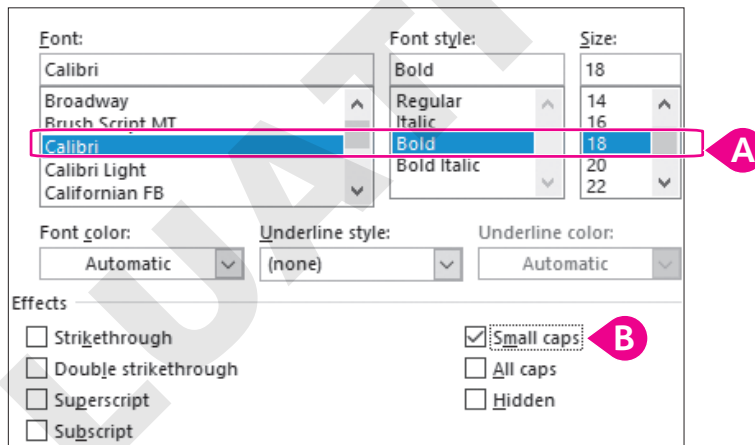 Font: Font style: Size:
Calibri Bold 18
Broadway Regular 14
Brush Script MT Italic 16
Calibri Bold 18
Calibri Light Bold Italic 20
Californian FB 22
A
Font color: Underline style: Underline color:
Automatic (none) Automatic
Effects
Strikethrough Small caps B
Double strikethrough All caps
Superscript Hidden
Subscript